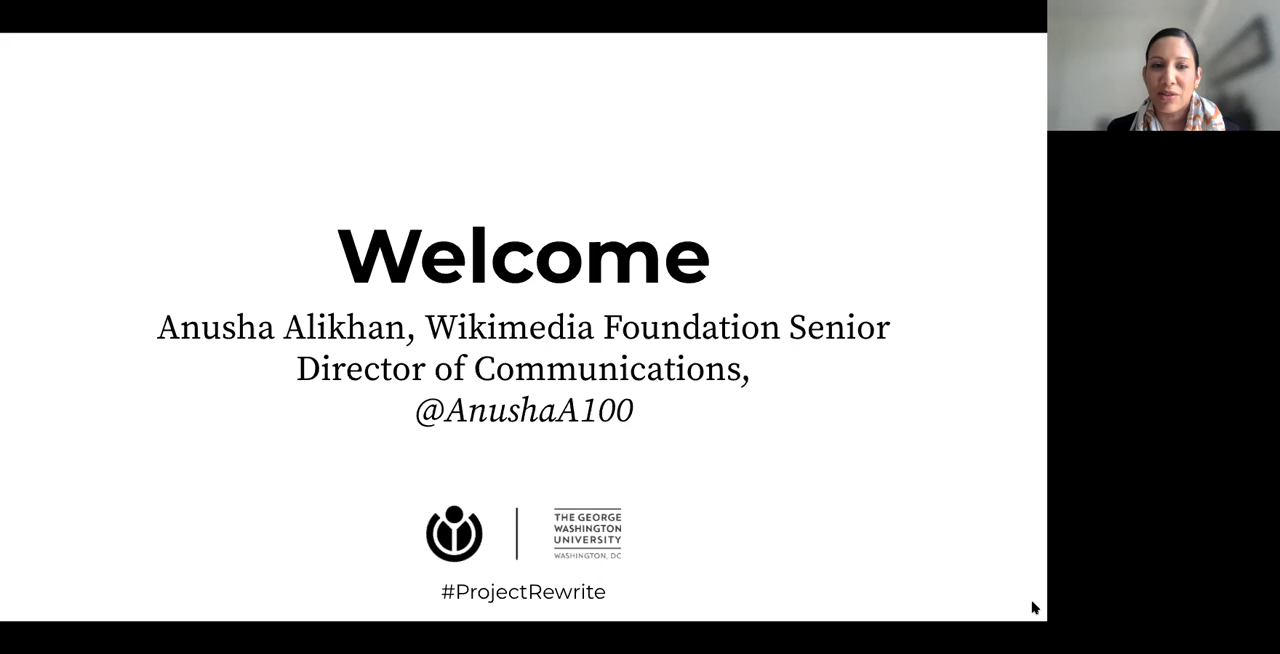 Welcome
Anusha Alikhan, Wikimedia Foundation Senior
Director of Communications,
@AnushaA100
THE GEORGE
WASHINGTON
UNIVERSITY
WASHINGTON, DC
#ProjectRewrite